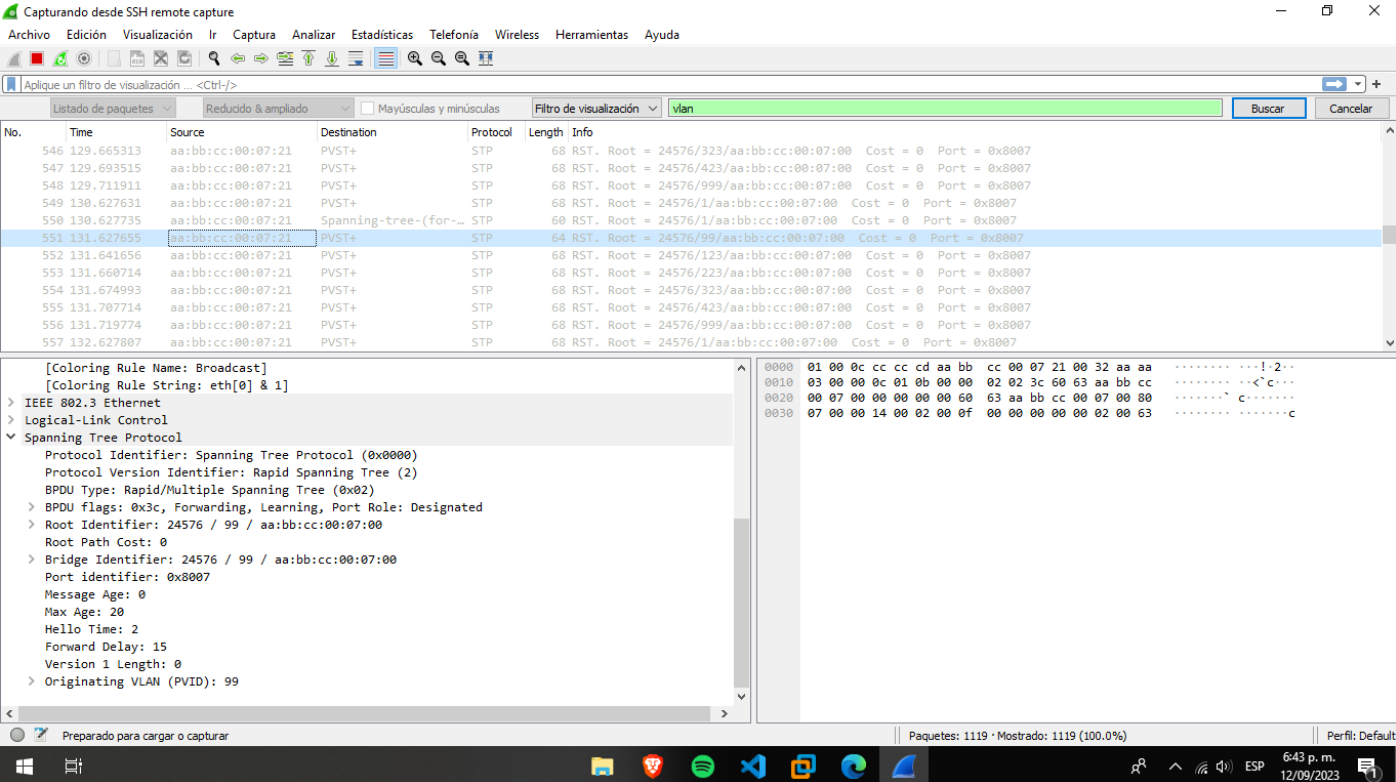 Capturando desde SSH remote capture
Archivo Edición Visualización Ir Captura Analizar Estadísticas Telefonía Wireless Herramientas Ayuda
Aplique un filtro de visualización ... <Ctrl-/>
Listado de paquetes Reducido & ampliado Mayúsculas y minúsculas Filtro de visualización vlan Buscar Cancelar
No. Time Source Destination Protocol Length Info
546 129.665313 aa:bb:cc:00:07:21 PVST+ STP 68 RST. Root = 24576/323/aa:bb:cc:00:07:00 Cost = 0 Port = 0x8007
547 129.693515 aa:bb:cc:00:07:21 PVST+ STP 68 RST. Root = 24576/423/aa:bb:cc:00:07:00 Cost = 0 Port = 0x8007
548 129.711911 aa:bb:cc:00:07:21 PVST+ STP 68 RST. Root = 24576/999/aa:bb:cc:00:07:00 Cost = 0 Port = 0x8007
549 130.627631 aa:bb:cc:00:07:21 PVST+ STP 68 RST. Root = 24576/1/aa:bb:cc:00:07:00 Cost = 0 Port = 0x8007
550 130.627735 aa:bb:cc:00:07:21 Spanning-tree-(for-… STP 60 RST. Root = 24576/1/aa:bb:cc:00:07:00 Cost = 0 Port = 0x8007
551 131.627655 aa:bb:cc:00:07:21 PVST+ STP 64 RST. Root = 24576/99/aa:bb:cc:00:07:00 Cost = 0 Port = 0x8007
552 131.641656 aa:bb:cc:00:07:21 PVST+ STP 68 RST. Root = 24576/123/aa:bb:cc:00:07:00 Cost = 0 Port = 0x8007
553 131.660714 aa:bb:cc:00:07:21 PVST+ STP 68 RST. Root = 24576/223/aa:bb:cc:00:07:00 Cost = 0 Port = 0x8007
554 131.674993 aa:bb:cc:00:07:21 PVST+ STP 68 RST. Root = 24576/323/aa:bb:cc:00:07:00 Cost = 0 Port = 0x8007
555 131.707714 aa:bb:cc:00:07:21 PVST+ STP 68 RST. Root = 24576/423/aa:bb:cc:00:07:00 Cost = 0 Port = 0x8007
556 131.719774 aa:bb:cc:00:07:21 PVST+ STP 68 RST. Root = 24576/999/aa:bb:cc:00:07:00 Cost = 0 Port = 0x8007
557 132.627807 aa:bb:cc:00:07:21 PVST+ STP 68 RST. Root = 24576/1/aa:bb:cc:00:07:00 Cost = 0 Port = 0x8007
[Coloring Rule Name: Broadcast]
[Coloring Rule String: eth[0] & 1]
IEEE 802.3 Ethernet
Logical-Link Control
Spanning Tree Protocol
Protocol Identifier: Spanning Tree Protocol (0x0000)
Protocol Version Identifier: Rapid Spanning Tree (2)
BPDU Type: Rapid/Multiple Spanning Tree (0x02)
BPDU flags: 0x3c, Forwarding, Learning, Port Role: Designated
Root Identifier: 24576 / 99 / aa:bb:cc:00:07:00
Root Path Cost: 0
Bridge Identifier: 24576 / 99 / aa:bb:cc:00:07:00
Port identifier: 0x8007
Message Age: 0
Max Age: 20
Hello Time: 2
Forward Delay: 15
Version 1 Length: 0
Originating VLAN (PVID): 99
0000 01 00 0c cc cc cd aa bb cc 00 07 21 00 32 aa aa ········ ···!·2··
0010 03 00 00 0c 01 0b 00 00 02 02 3c 60 63 aa bb cc ········ ··<`c···
0020 00 07 00 00 00 00 00 60 63 aa bb cc 00 07 00 80 ·······` c·······
0030 07 00 00 14 00 02 00 0f 00 00 00 00 00 02 00 63 ········ ·······c
Preparado para cargar o capturar Paquetes: 1119 · Mostrado: 1119 (100.0%) Perfil: Default
ESP 6:43 p. m.
12/09/2023 1